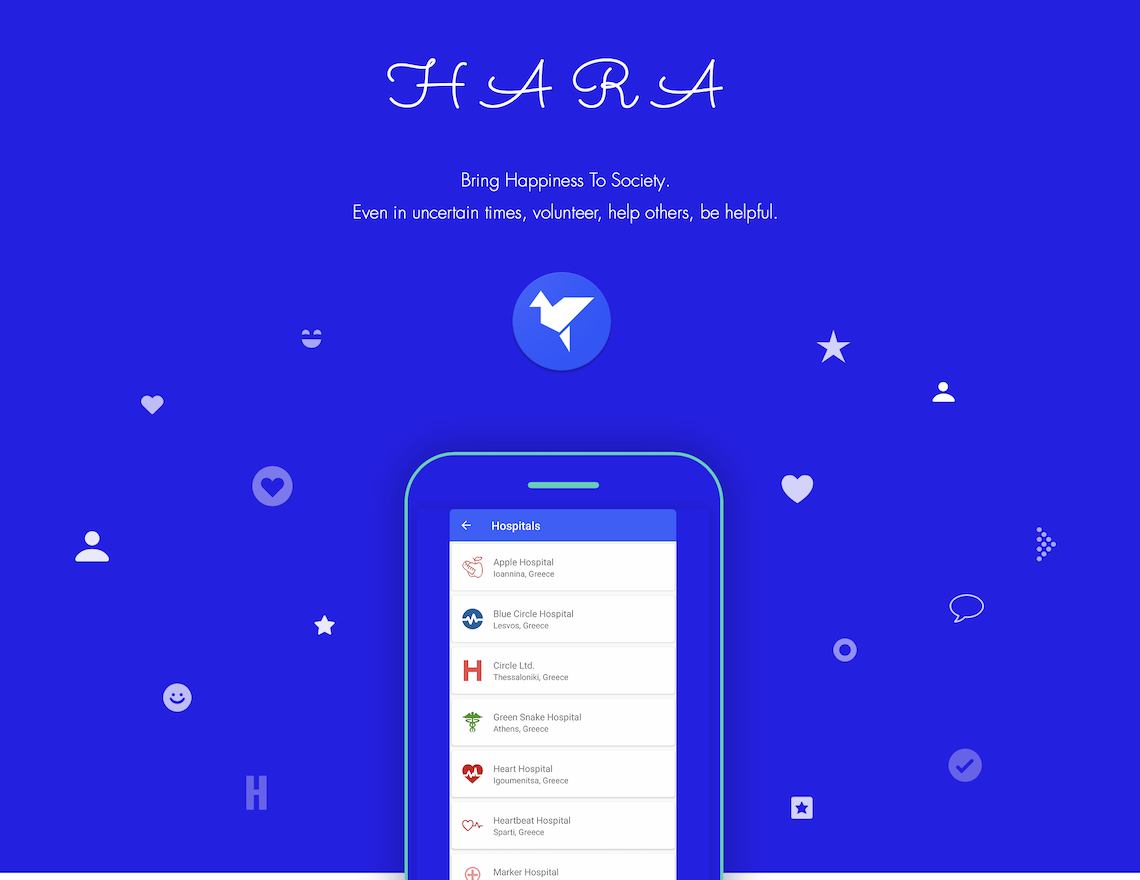 HARA
Bring Happiness To Society.
Even in uncertain times, volunteer, help others, be helpful.
Hospitals
Apple Hospital
Ioannina, Greece
Blue Circle Hospital
Lesvos, Greece
H
Circle Ltd.
Thessaloniki, Greece
Green Snake Hospital
Athens, Greece
Heart Hospital
Igoumenitsa, Greece
H
Heartbeat Hospital
Sparti, Greece
Marker Hospital